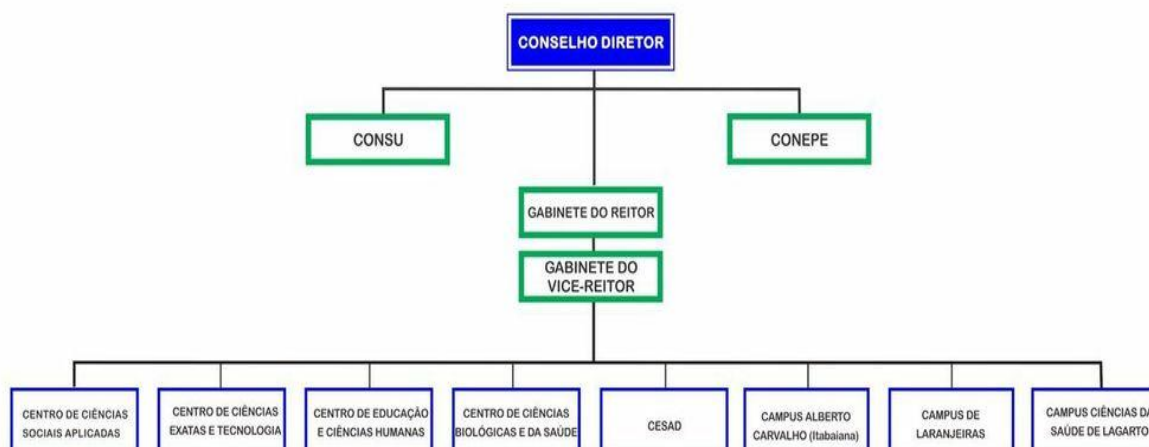 CONSELHO DIRETOR
CONSU
CONEPE
GABINETE DO REITOR
GABINETE DO
VICE-REITOR
CENTRO DE CIÊNCIAS
SOCIAIS APLICADAS
CENTRO DE CIÊNCIAS
EXATAS E TECNOLOGIA
CENTRO DE EDUCAÇÃO
E CIÊNCIAS HUMANAS
CENTRO DE CIÊNCIAS
BIOLÓGICAS E DA SAÚDE
CESAD
CAMPUS ALBERTO
CARVALHO (Itabaiana)
CAMPUS DE
LARANJEIRAS
CAMPUS CIÊNCIAS DA
SAÚDE DE LAGARTO